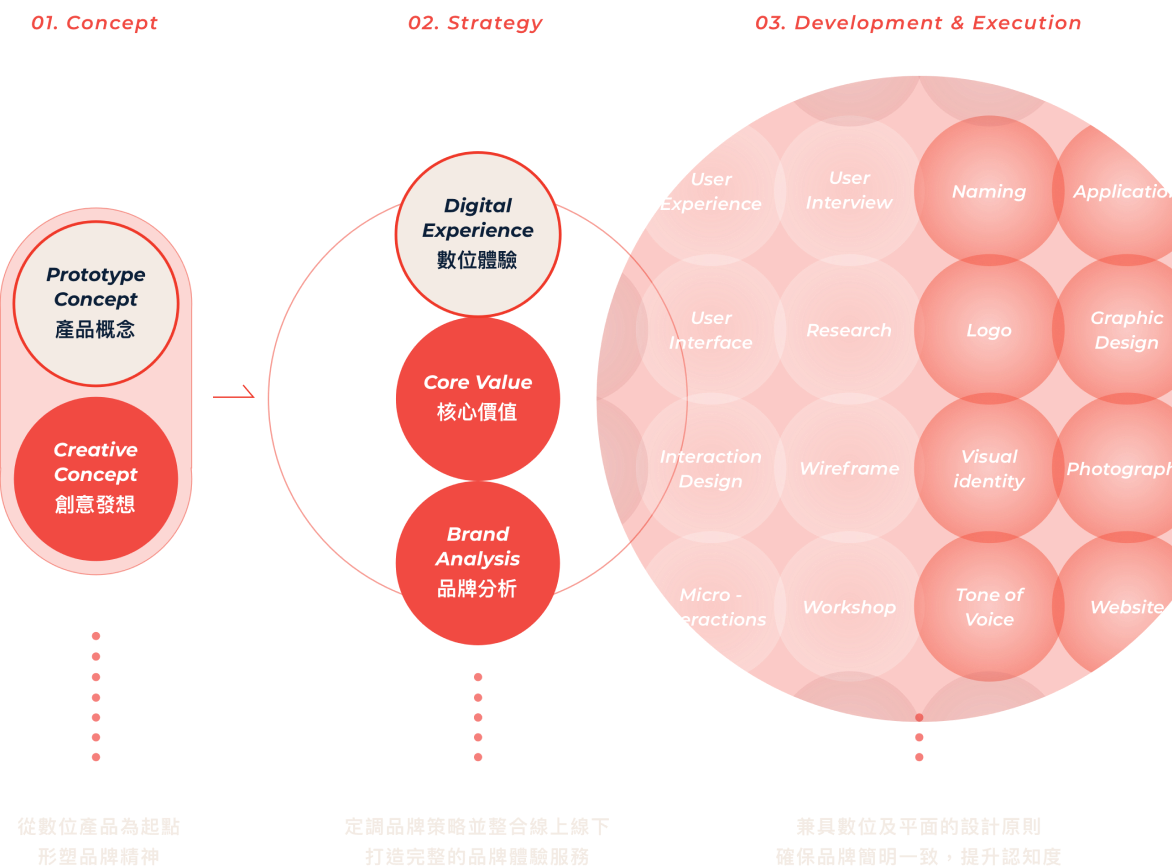 01. Concept
02. Strategy
03. Development & Execution
Prototype
Concept
產品概念
Creative
Concept
創意發想
Digital
Experience
數位體驗
Core Value
核心價值
Brand
Analysis
品牌分析
User
Experience
User
Interview
Naming
Application
User
Interface
Research
Logo
Graphic
Design
Interaction
Design
Wireframe
Visual
identity
Photograph
Micro -
eractions
Workshop
Tone of
Voice
Website
從數位產品為起點
形塑品牌精神
定調品牌策略並整合線上線下
打造完整的品牌體驗服務
兼具數位及平面的設計原則
確保品牌簡明一致，提升認知度